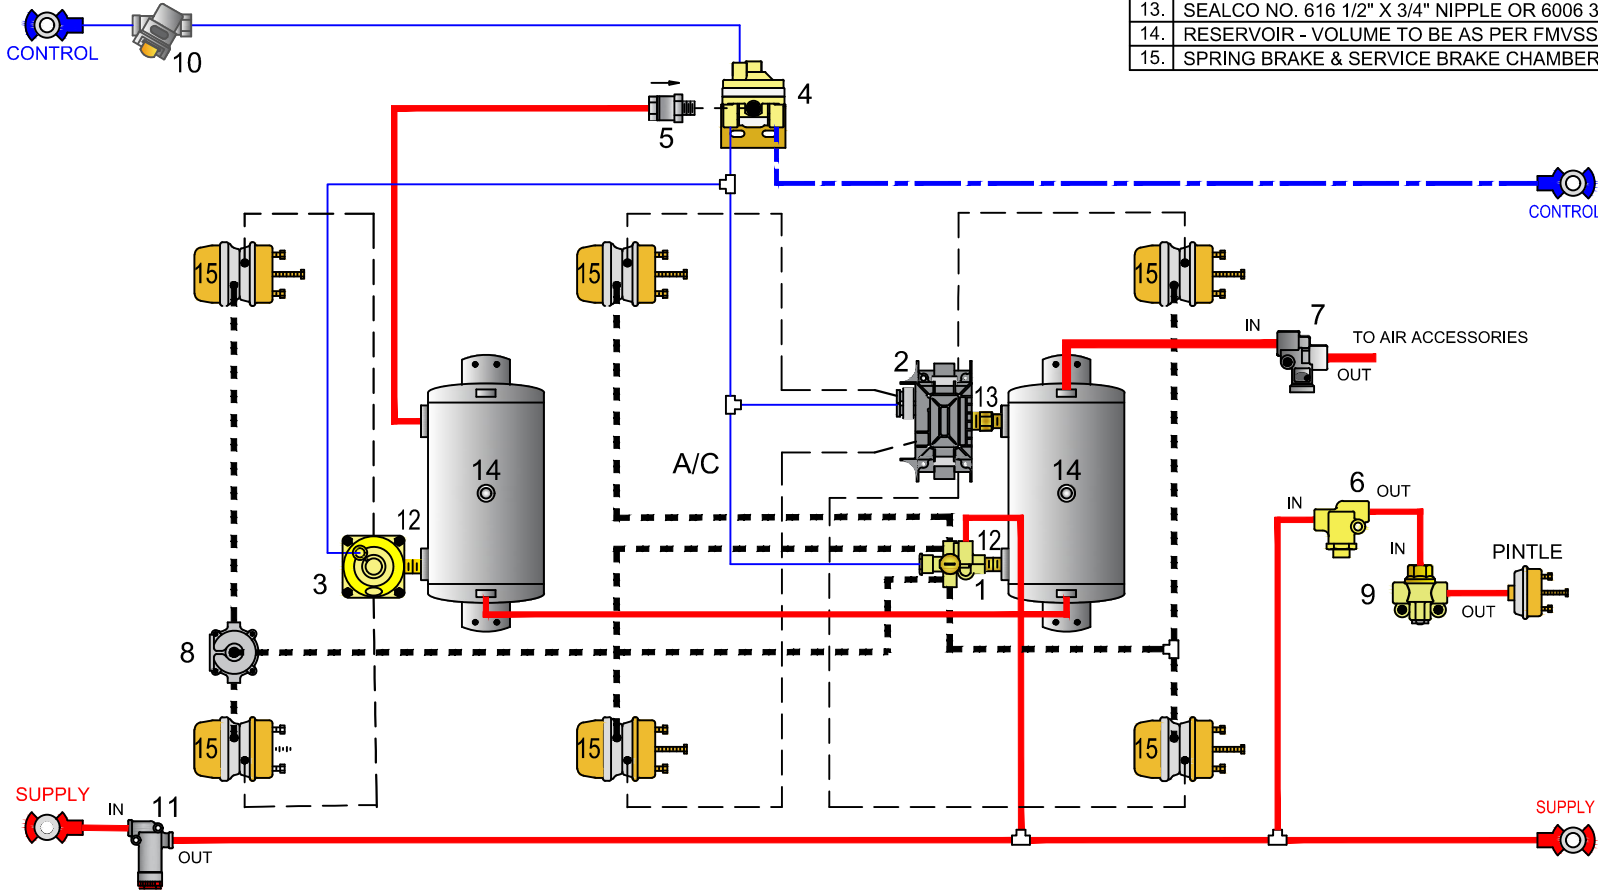 13. SEALCO NO. 616 1/2" X 3/4" NIPPLE OR 6006 3
14. RESERVOIR - VOLUME TO BE AS PER FMVSS
15. SPRING BRAKE & SERVICE BRAKE CHAMBER
CONTROL
10
4
5
CONTROL
15
15
15
7
IN
TO AIR ACCESSORIES
OUT
2
13
A/C
14
14
6
IN
OUT
12
12
IN
PINTLE
3
1
9
OUT
8
15
15
15
SUPPLY
IN
11
OUT
SUPPLY